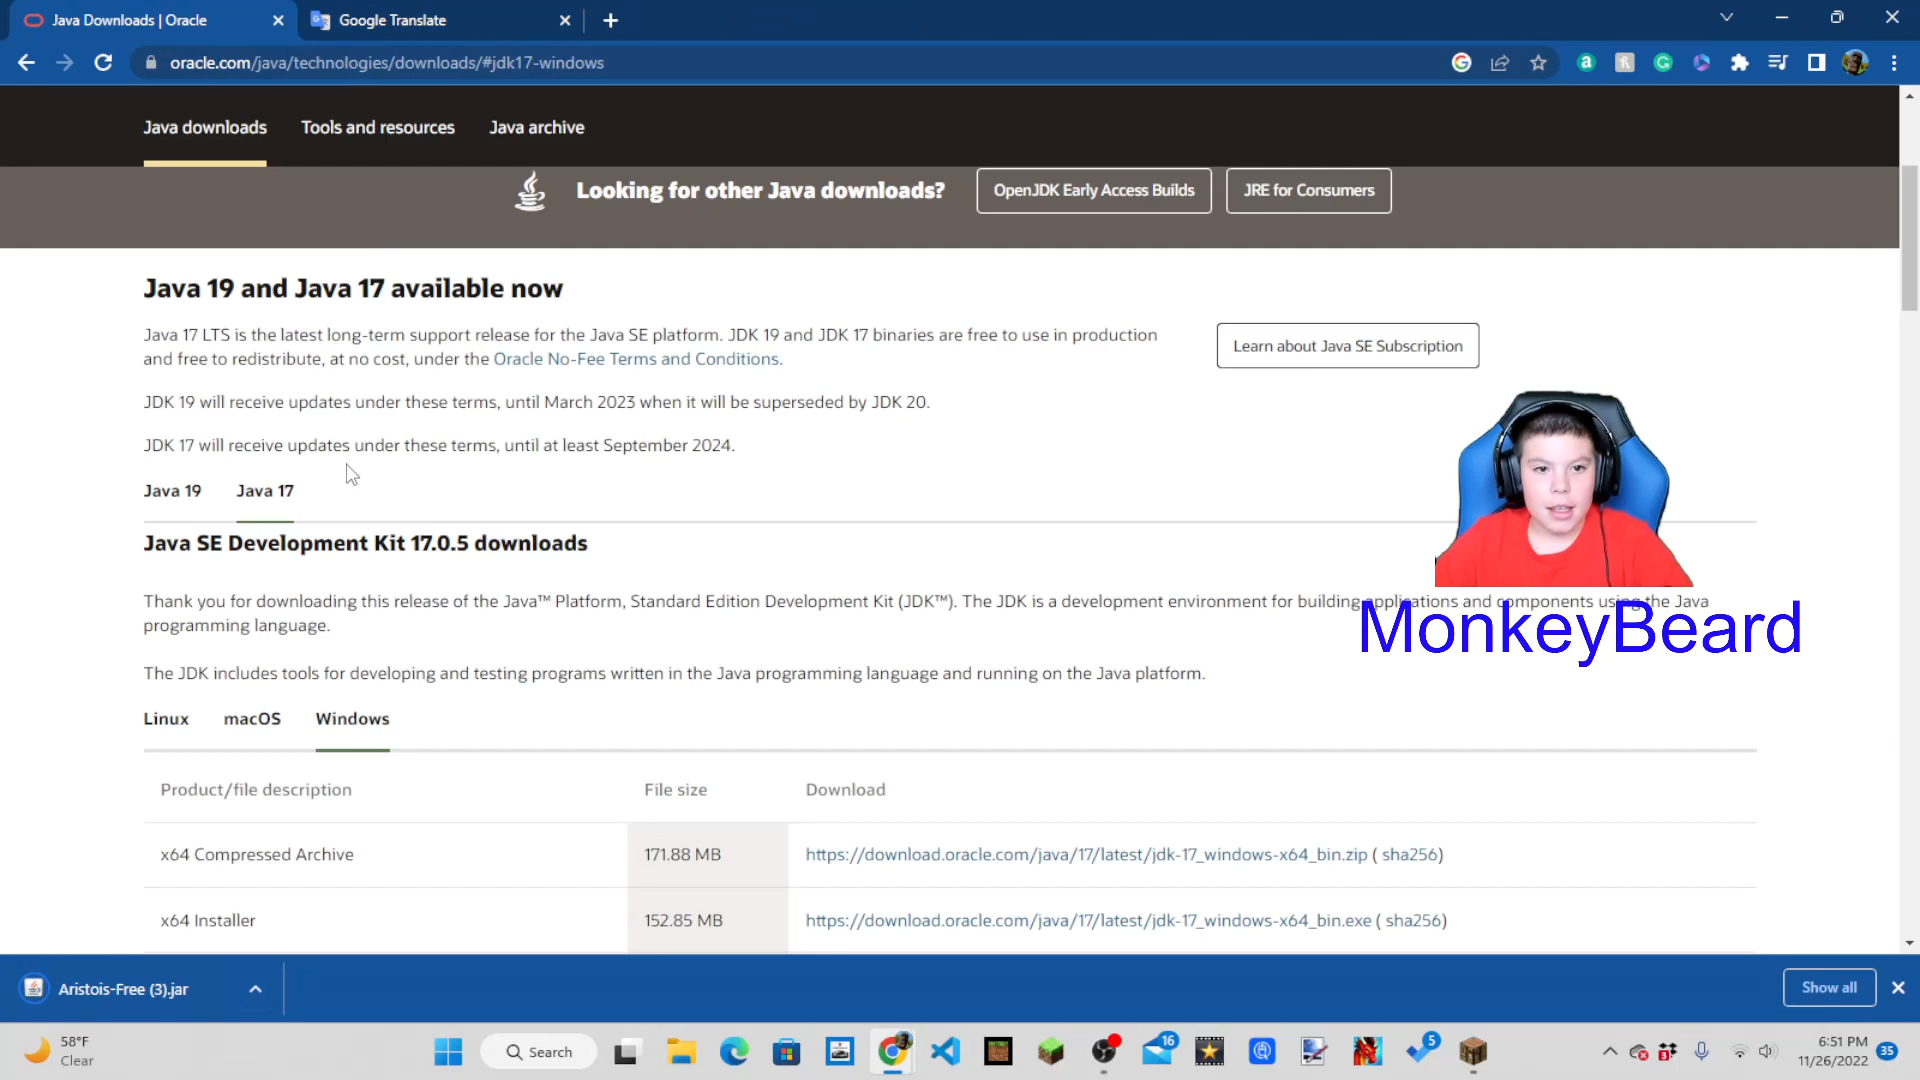 Java Downloads | Oracle
Google Translate
oracle.com/java/technologies/downloads/#jdk17-windows
Java downloads
Tools and resources
Java archive
Looking for other Java downloads?
OpenJDK Early Access Builds
JRE for Consumers
Java 19 and Java 17 available now
Java 17 LTS is the latest long-term support release for the Java SE platform. JDK 19 and JDK 17 binaries are free to use in production
and free to redistribute, at no cost, under the Oracle No-Fee Terms and Conditions.
Learn about Java SE Subscription
JDK 19 will receive updates under these terms, until March 2023 when it will be superseded by JDK 20.
JDK 17 will receive updates under these terms, until at least September 2024.
Java 19
Java 17
Java SE Development Kit 17.0.5 downloads
Thank you for downloading this release of the Java™ Platform, Standard Edition Development Kit (JDK™). The JDK is a development environment for building applications and components using the Java
programming language.
MonkeyBeard
The JDK includes tools for developing and testing programs written in the Java programming language and running on the Java platform.
Linux
macOS
Windows
Product/file description
File size
Download
x64 Compressed Archive
171.88 MB
https://download.oracle.com/java/17/latest/jdk-17_windows-x64_bin.zip ( sha256)
x64 Installer
152.85 MB
https://download.oracle.com/java/17/latest/jdk-17_windows-x64_bin.exe ( sha256)
Aristois-Free (3).jar
Show all
58°F
Clear
Search
16
5
3
6:51 PM
11/26/2022
35